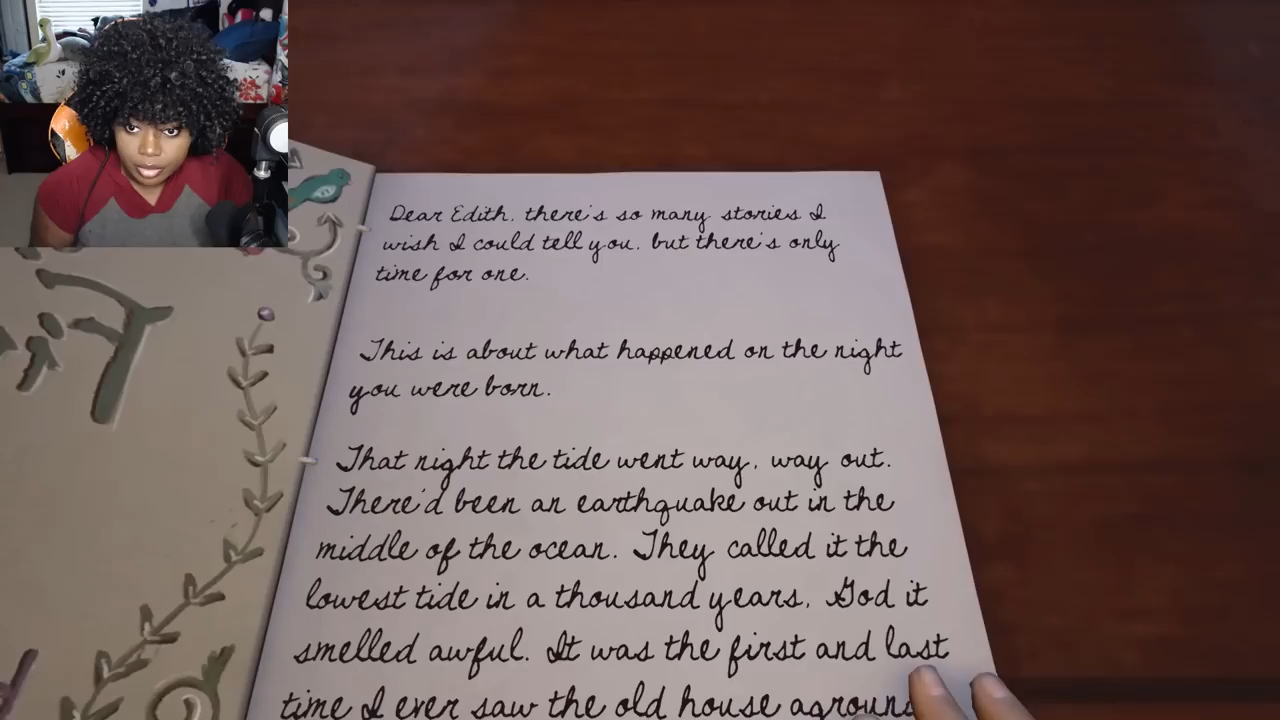 Dear Edith, there's so many stories I
wish I could tell you, but there's only
time for one.
This is about what happened on the night
you were born.
That night the tide went way, way out.
There'd been an earthquake out in the
middle of the ocean. They called it the
lowest tide in a thousand years. God it
smelled awful. It was the first and last
time I ever saw the old house aground